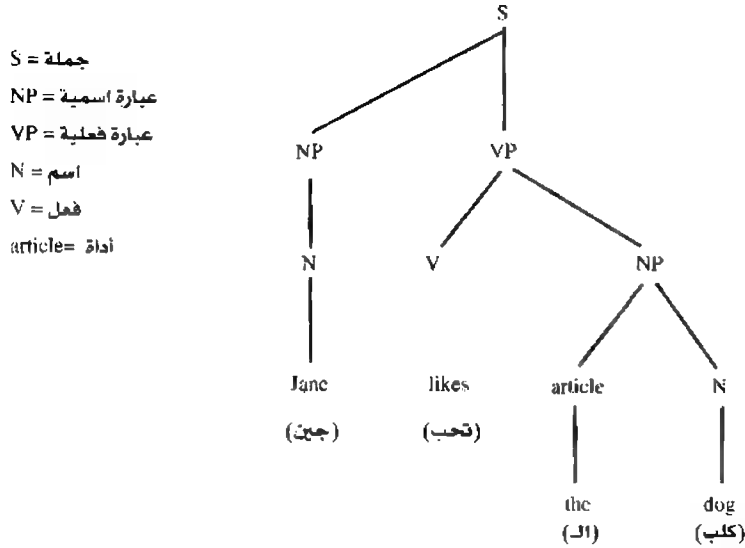 S = جملة
NP = عبارة اسمية
VP = عبارة فعلية
N = اسم
V = فعل
article= أداة
S
NP VP
N V NP
Jane likes article N
(جين) (تحب)
the dog
(الـ) (كلب)